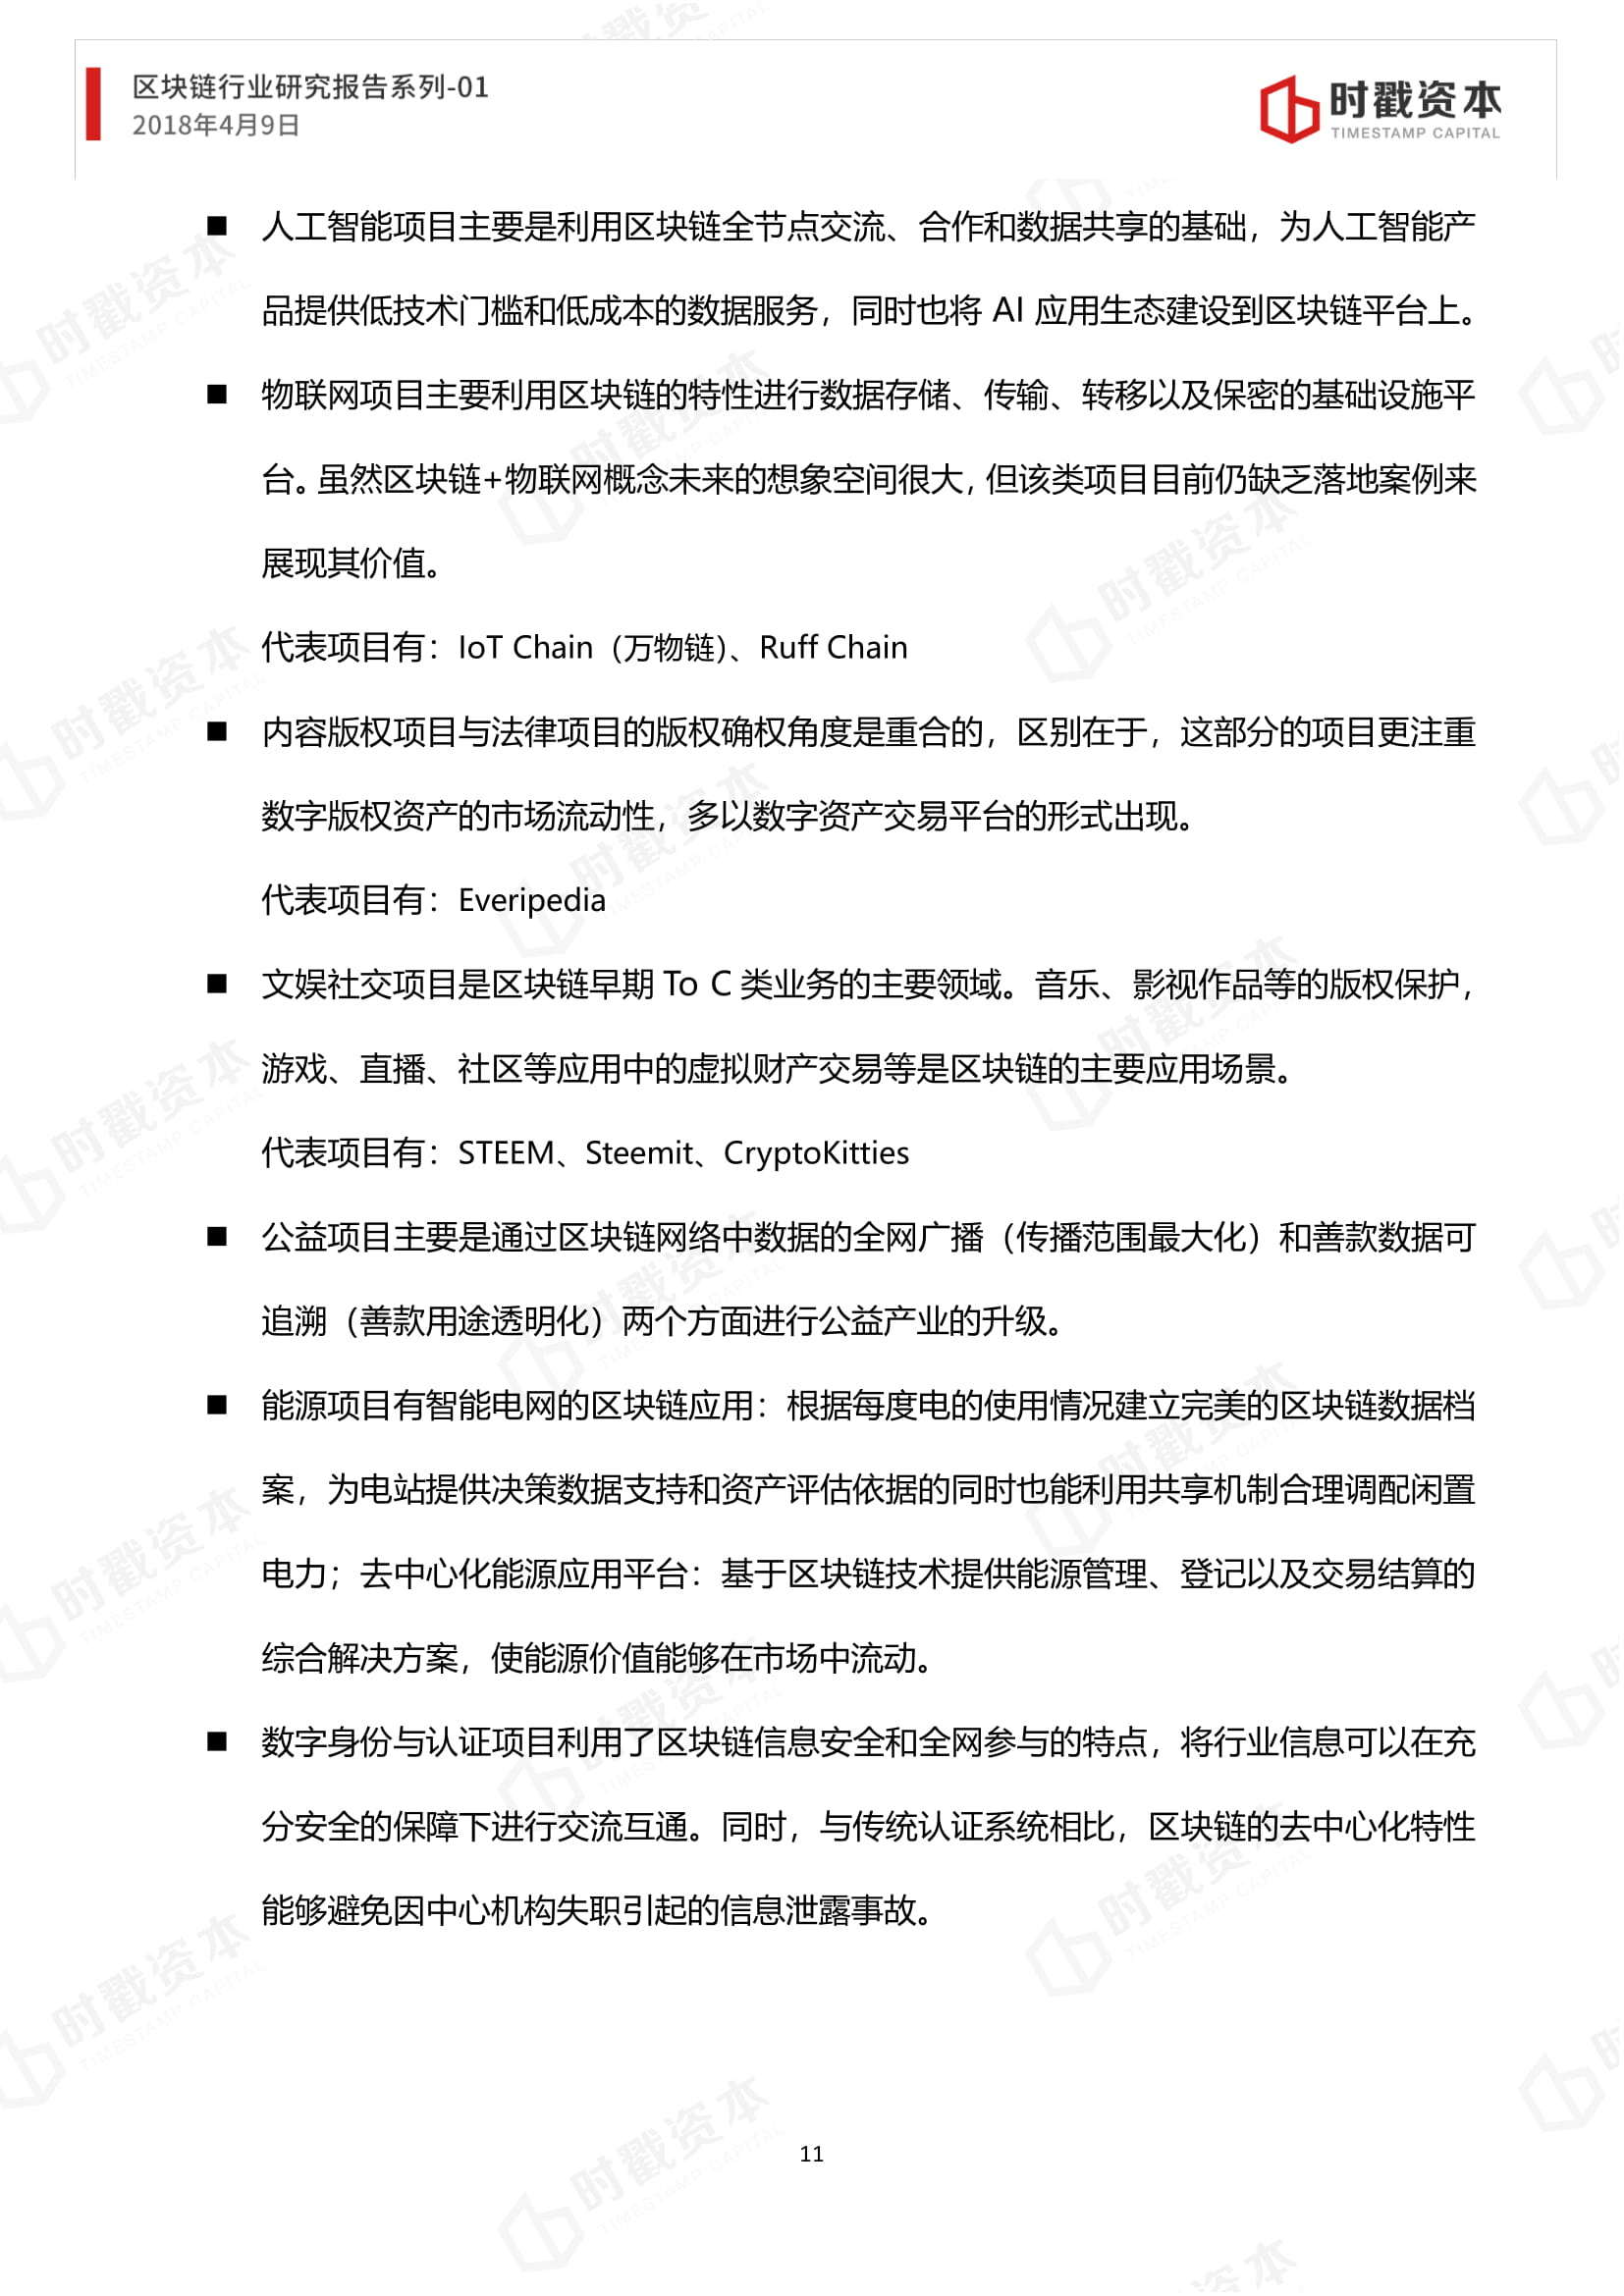 区块链行业研究报告系列-01
2018年4月9日
时戳资本
TIMESTAMP CAPITAL
■ 人工智能项目主要是利用区块链全节点交流、合作和数据共享的基础，为人工智能产
品提供低技术门槛和低成本的数据服务，同时也将 AI 应用生态建设到区块链平台上。
■ 物联网项目主要利用区块链的特性进行数据存储、传输、转移以及保密的基础设施平
台。虽然区块链+物联网概念未来的想象空间很大，但该类项目目前仍缺乏落地案例来
展现其价值。
代表项目有：IoT Chain（万物链）、Ruff Chain
■ 内容版权项目与法律项目的版权确权角度是重合的，区别在于，这部分的项目更注重
数字版权资产的市场流动性，多以数字资产交易平台的形式出现。
代表项目有：Everipedia
■ 文娱社交项目是区块链早期 To C 类业务的主要领域。音乐、影视作品等的版权保护，
游戏、直播、社区等应用中的虚拟财产交易等是区块链的主要应用场景。
代表项目有：STEEM、Steemit、CryptoKitties
■ 公益项目主要是通过区块链网络中数据的全网广播（传播范围最大化）和善款数据可
追溯（善款用途透明化）两个方面进行公益产业的升级。
■ 能源项目有智能电网的区块链应用：根据每度电的使用情况建立完美的区块链数据档
案，为电站提供决策数据支持和资产评估依据的同时也能利用共享机制合理调配闲置
电力；去中心化能源应用平台：基于区块链技术提供能源管理、登记以及交易结算的
综合解决方案，使能源价值能够在市场中流动。
■ 数字身份与认证项目利用了区块链信息安全和全网参与的特点，将行业信息可以在充
分安全的保障下进行交流互通。同时，与传统认证系统相比，区块链的去中心化特性
能够避免因中心机构失职引起的信息泄露事故。
11